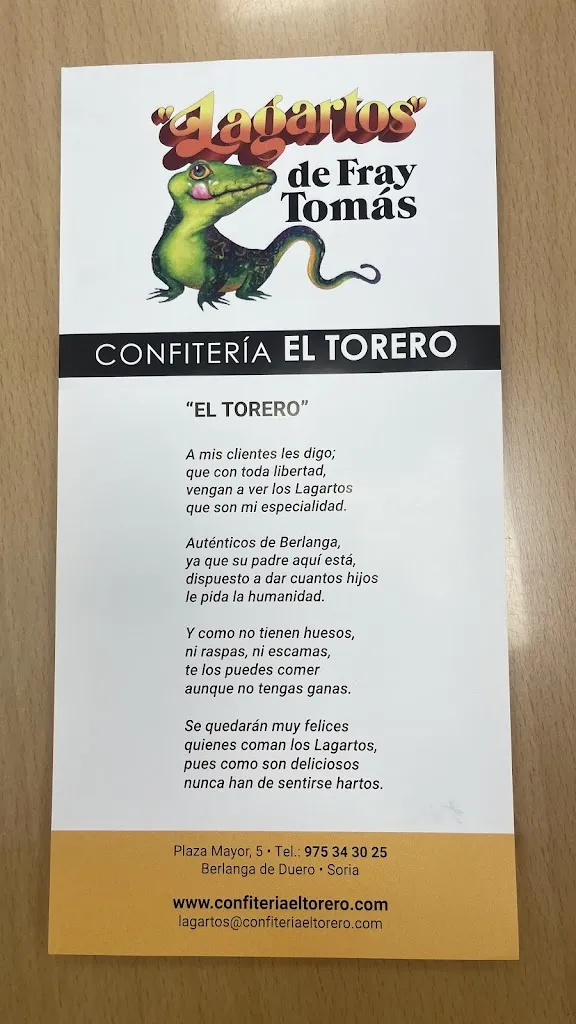 "Lagartos"
de Fray
Tomás
CONFITERÍA EL TORERO
"EL TORERO"
A mis clientes les digo;
que con toda libertad,
vengan a ver los Lagartos
que son mi especialidad.
Auténticos de Berlanga,
ya que su padre aquí está,
dispuesto a dar cuantos hijos
le pida la humanidad.
Y como no tienen huesos,
ni raspas, ni escamas,
te los puedes comer
aunque no tengas ganas.
Se quedarán muy felices
quienes coman los Lagartos,
pues como son deliciosos
nunca han de sentirse hartos.
Plaza Mayor, 5 • Tel.: 975 34 30 25
Berlanga de Duero • Soria
www.confiteriaeltorero.com
lagartos@confiteriaeltorero.com